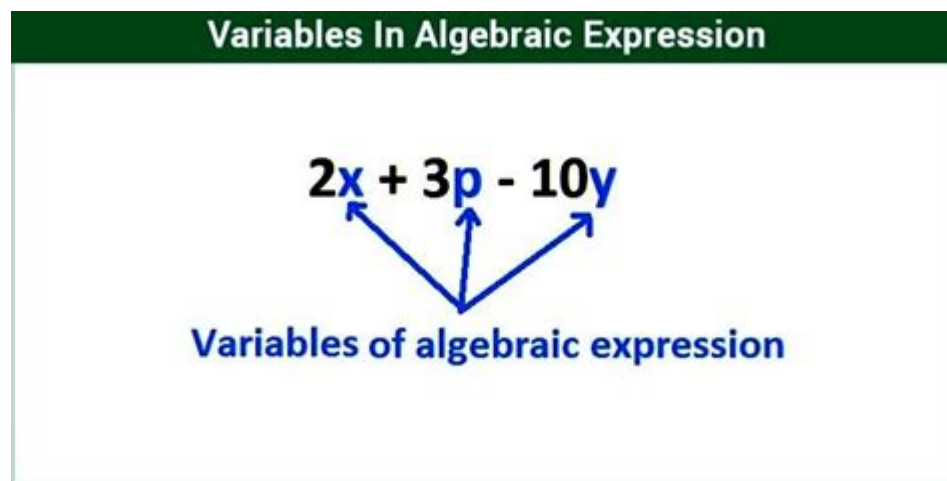 Variables In Algebraic Expression
2x + 3p - 10y
Variables of algebraic expression